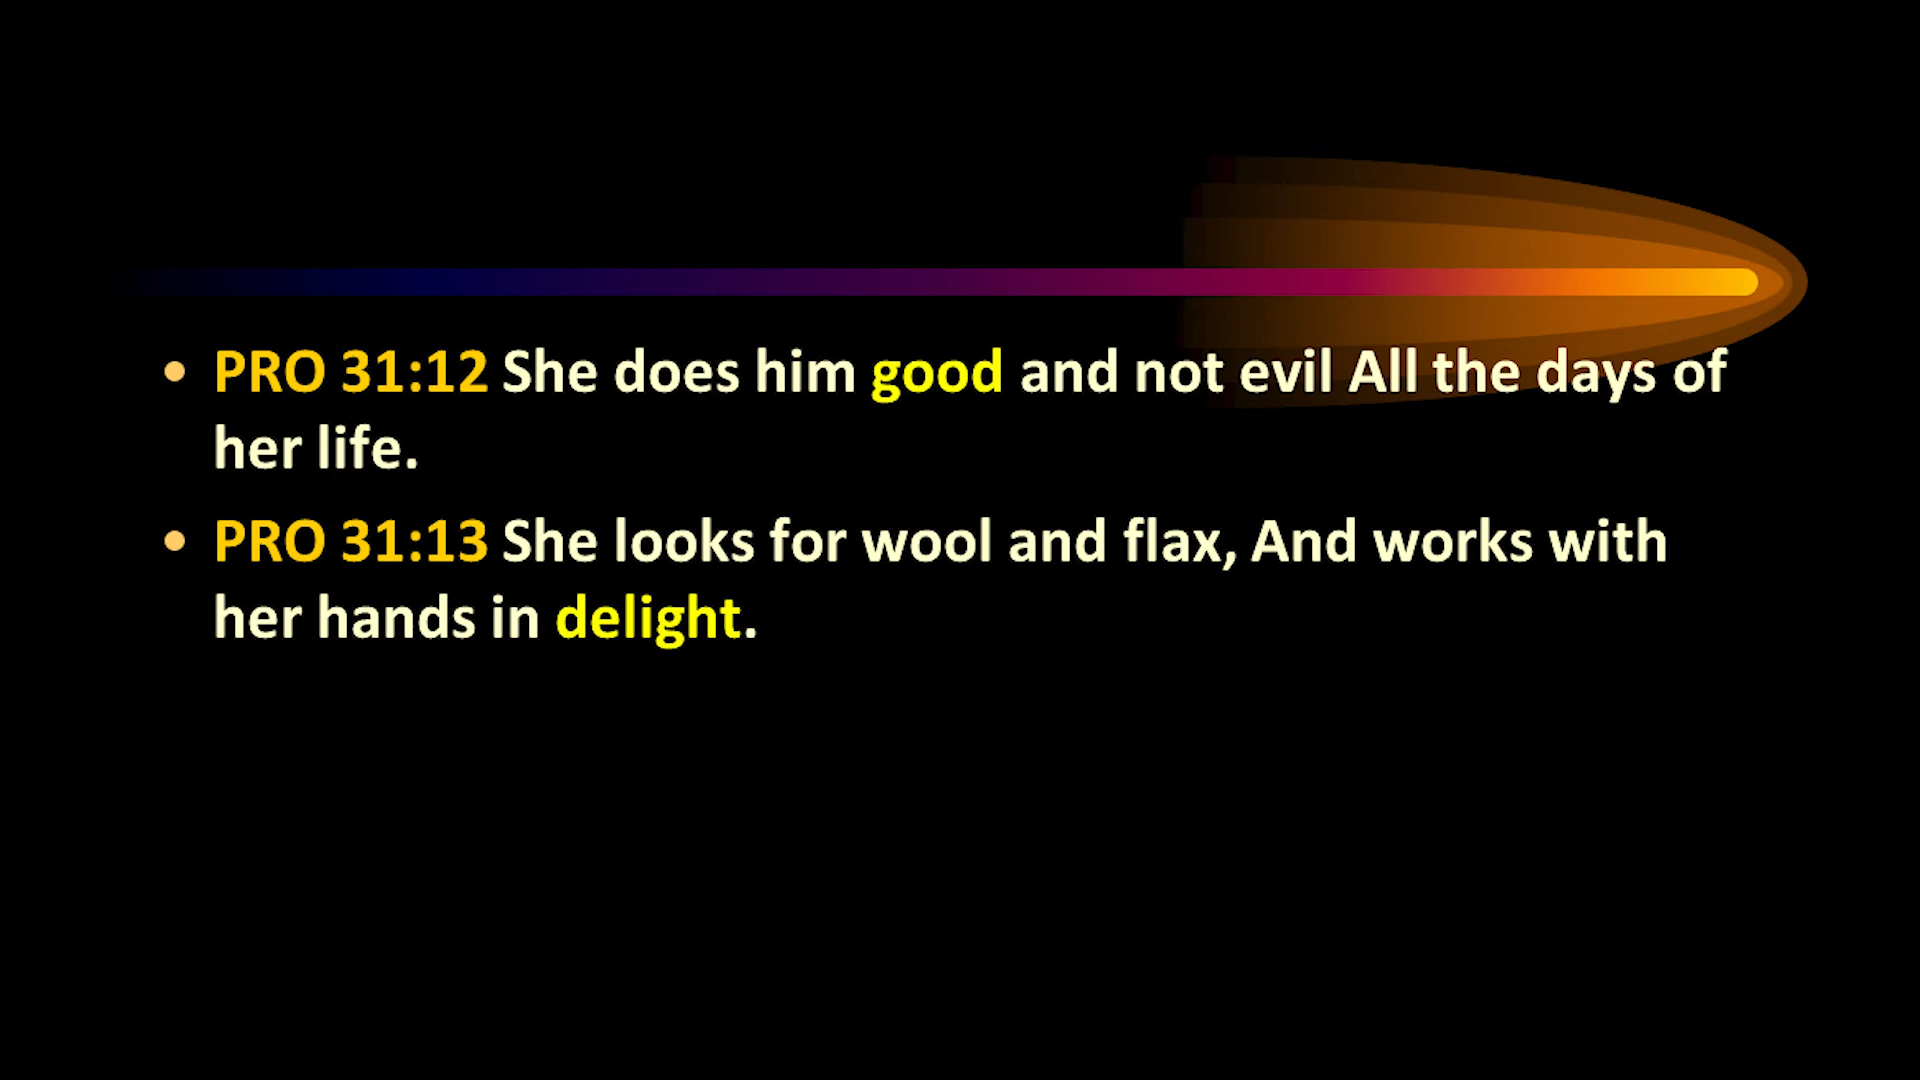 • PRO 31:12 She does him good and not evil All the days of
her life.
• PRO 31:13 She looks for wool and flax, And works with
her hands in delight.